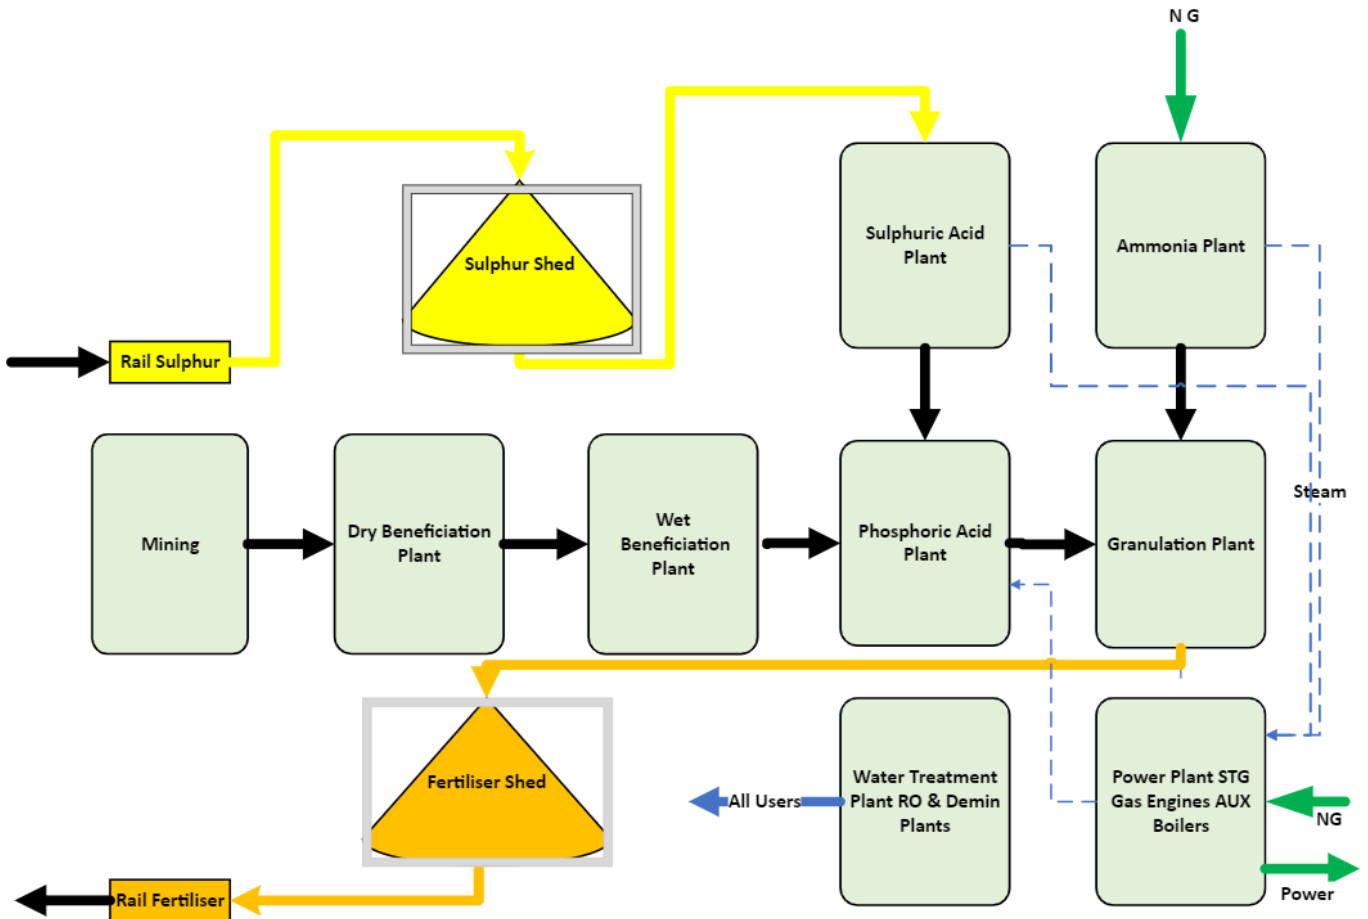 N G
Sulphuric Acid
Plant
Ammonia Plant
Sulphur Shed
Rail Sulphur
Steam
Mining
Dry Beneficiation
Plant
Wet
Beneficiation
Plant
Phosphoric Acid
Plant
Granulation Plant
Fertiliser Shed
All Users
Water Treatment
Plant RO & Demin
Plants
Power Plant STG
Gas Engines AUX
Boilers
NG
Power
Rail Fertiliser